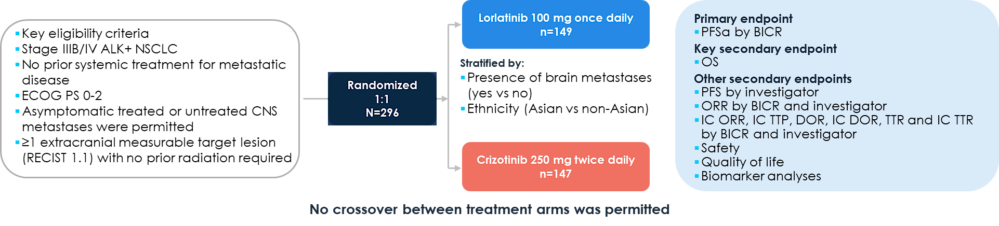 ▪Key eligibility criteria
▪Stage IIIB/IV ALK+ NSCLC
▪No prior systemic treatment for metastatic
disease
▪ECOG PS 0-2
▪Asymptomatic treated or untreated CNS
metastases were permitted
▪≥1 extracranial measurable target lesion
(RECIST 1.1) with no prior radiation required
Randomized
1:1
N=296
Lorlatinib 100 mg once daily
n=149
Stratified by:
▪Presence of brain metastases
(yes vs no)
▪Ethnicity (Asian vs non-Asian)
Crizotinib 250 mg twice daily
n=147
Primary endpoint
▪PFSa by BICR
Key secondary endpoint
▪OS
Other secondary endpoints
▪PFS by investigator
▪ORR by BICR and investigator
▪IC ORR, IC TTP, DOR, IC DOR, TTR and IC TTR
by BICR and investigator
▪Safety
▪Quality of life
▪Biomarker analyses
No crossover between treatment arms was permitted